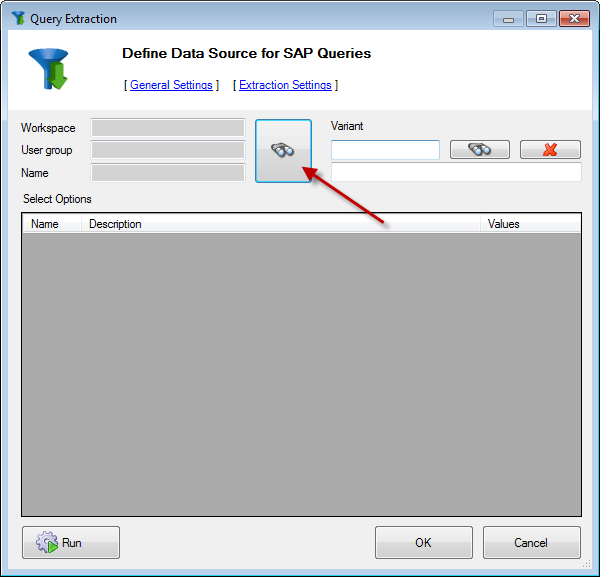 Query Extraction
Define Data Source for SAP Queries
[ General Settings ] [ Extraction Settings ]
Workspace
User group
Name
Variant
Select Options
Name Description Values
Run OK Cancel